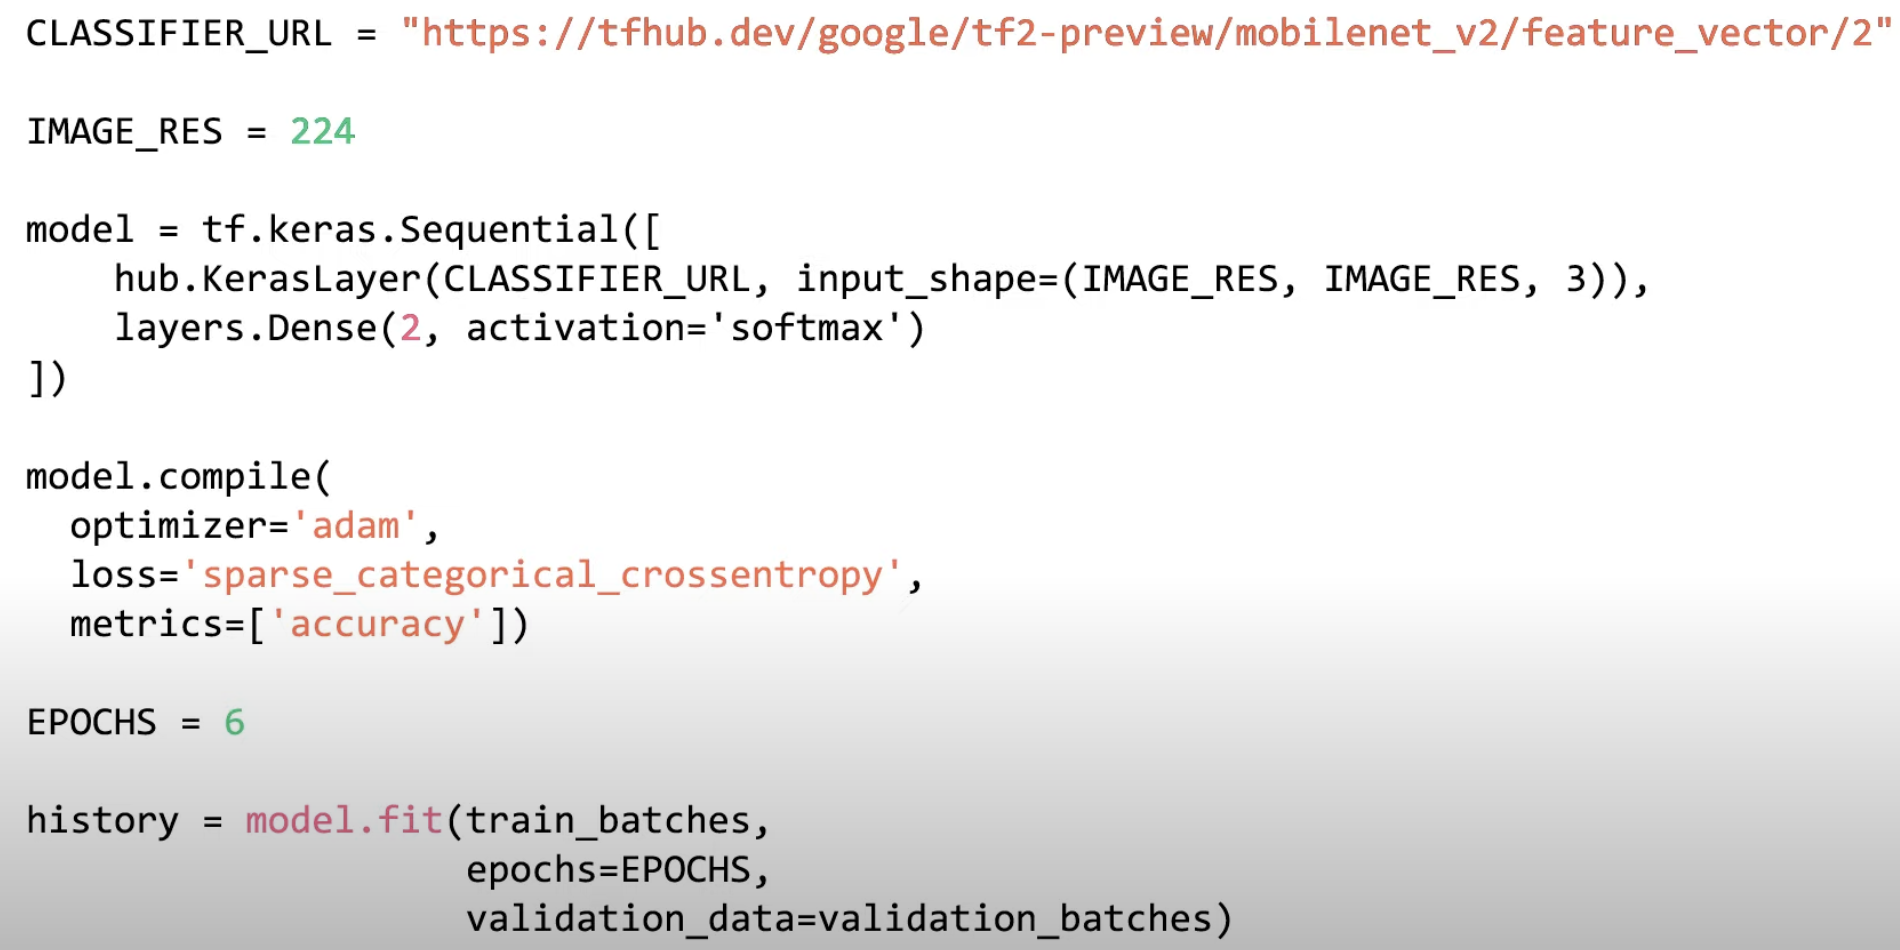 CLASSIFIER_URL = "https://tfhub.dev/google/tf2-preview/mobilenet_v2/feature_vector/2"
IMAGE_RES = 224
model = tf.keras.Sequential([
    hub.KerasLayer(CLASSIFIER_URL, input_shape=(IMAGE_RES, IMAGE_RES, 3)),
    layers.Dense(2, activation='softmax')
])
model.compile(
  optimizer='adam',
  loss='sparse_categorical_crossentropy',
  metrics=['accuracy'])
EPOCHS = 6
history = model.fit(train_batches,
                    epochs=EPOCHS,
                    validation_data=validation_batches)